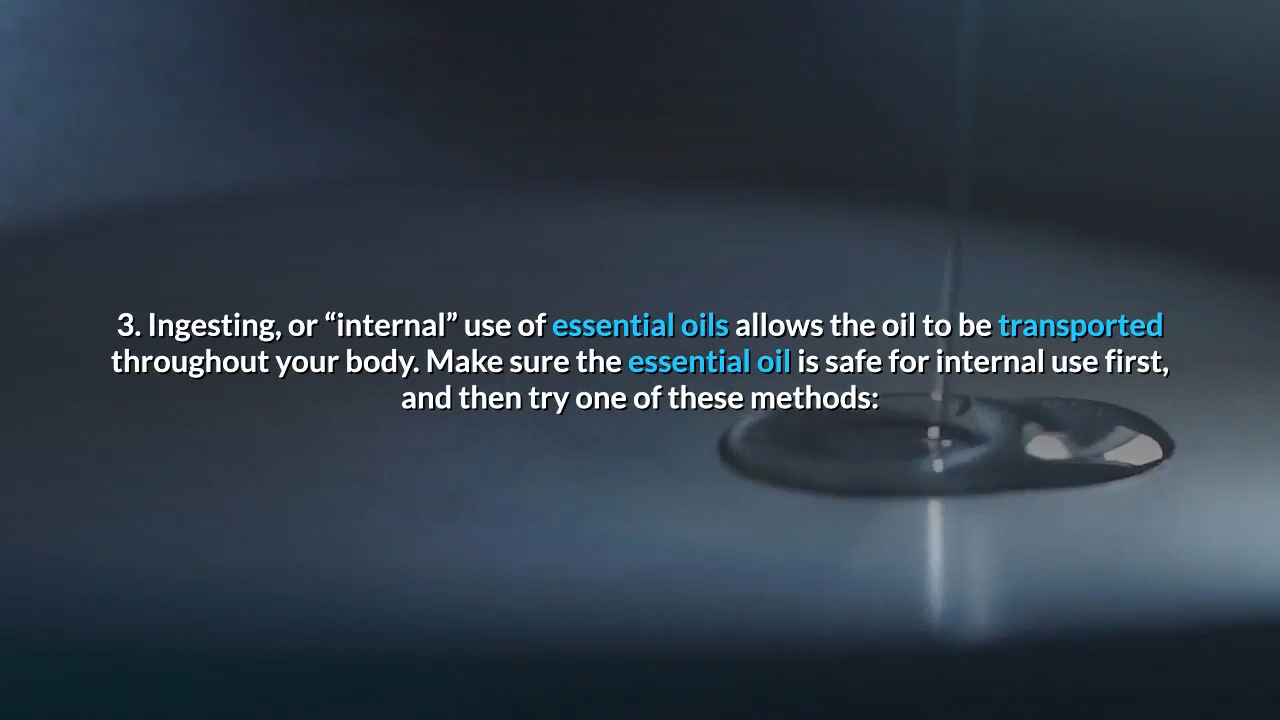 3. Ingesting, or “internal” use of essential oils allows the oil to be transported
throughout your body. Make sure the essential oil is safe for internal use first,
and then try one of these methods: